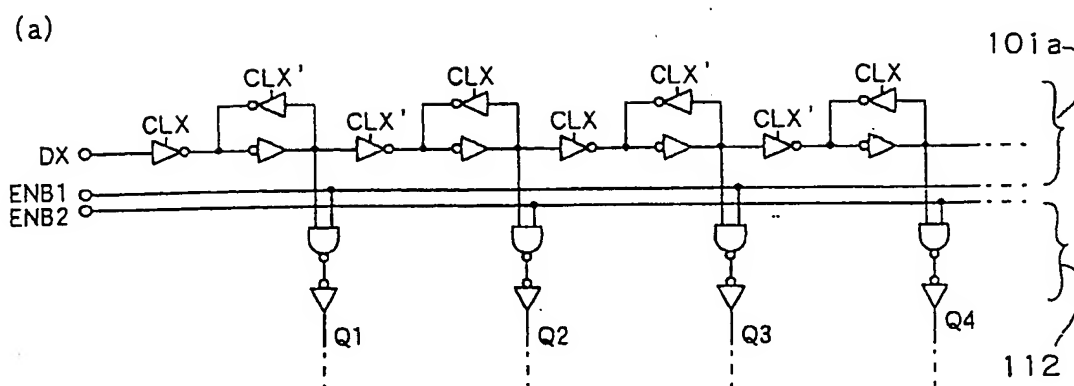 (a)
101a
CLX' CLX CLX' CLX
CLX CLX' CLX CLX'
DX
ENB1
ENB2
Q1 Q2 Q3 Q4
112